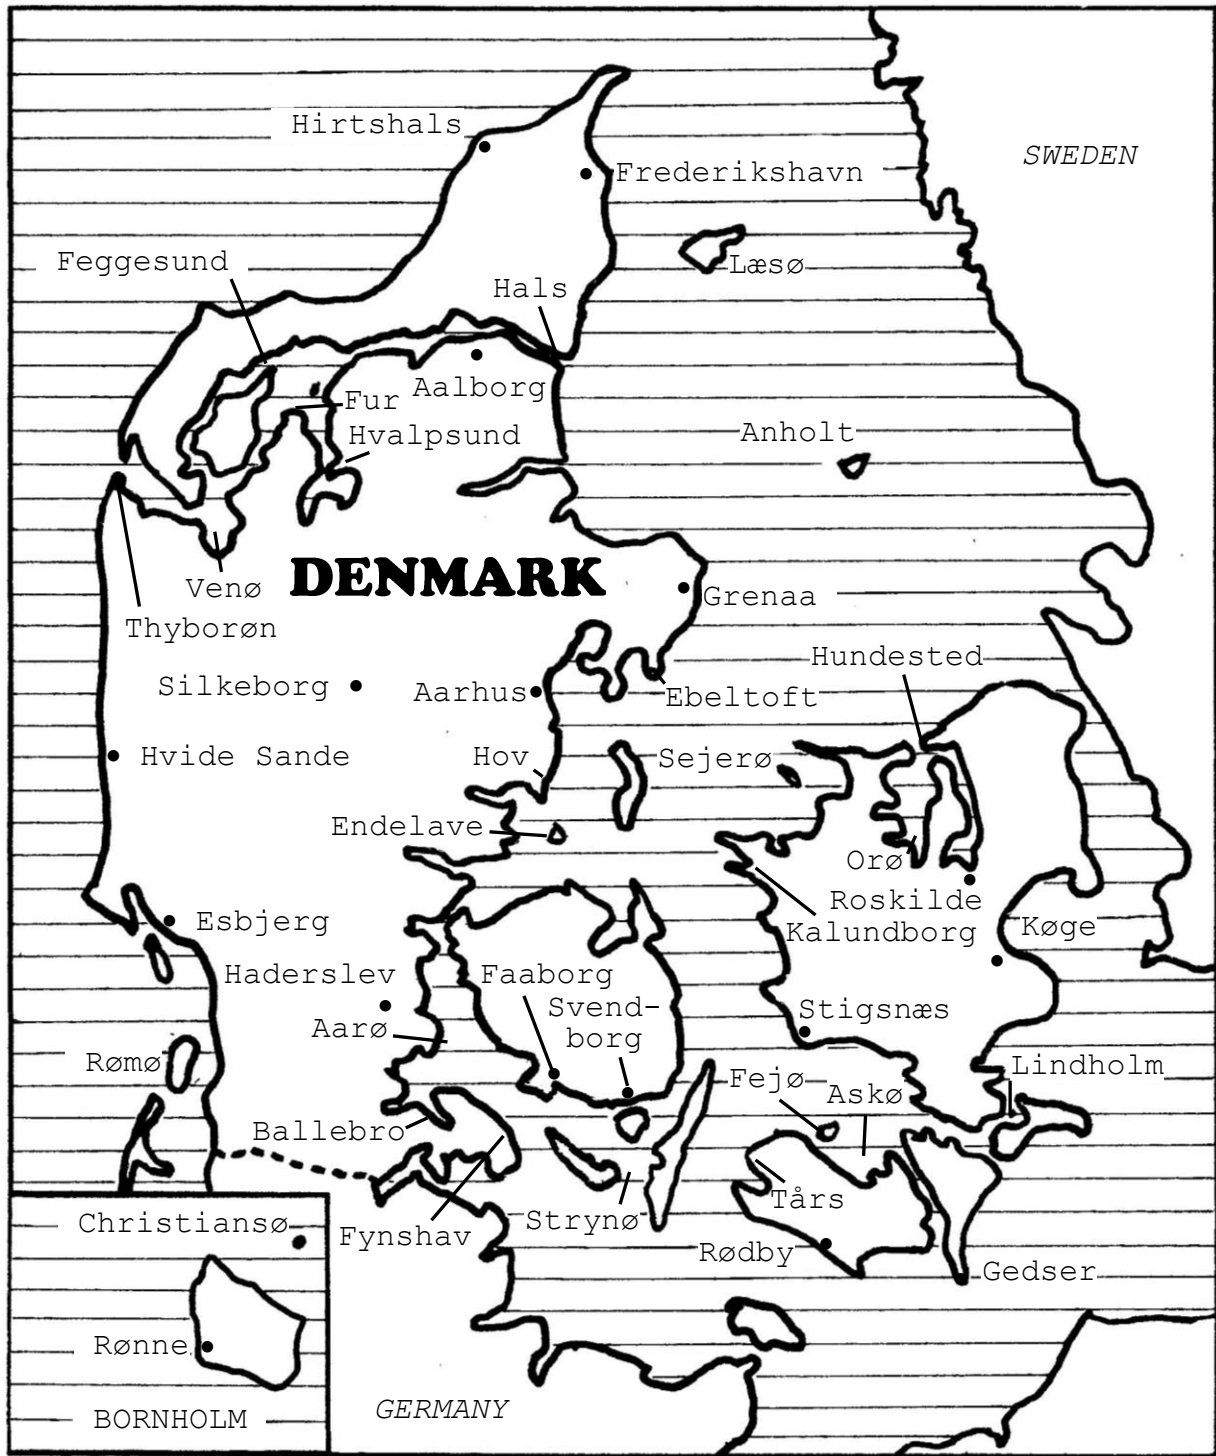 Hirtshals
SWEDEN
Frederikshavn
Feggesund
Læsø
Hals
Aalborg
Fur
Hvalpsund
Anholt
DENMARK
Venø
Grenaa
Thyborøn
Hundested
Silkeborg
Aarhus
Ebeltoft
Hvide Sande
Hov
Sejerø
Endelave
Orø
Roskilde
Kalundborg
Køge
Esbjerg
Haderslev
Faaborg
Svend-
borg
Stigsnæs
Aarø
Rømø
Lindholm
Fejø
Askø
Ballebro
Tårs
Christiansø
Fynshav
Strynø
Rødby
Gedser
Rønne
BORNHOLM
GERMANY